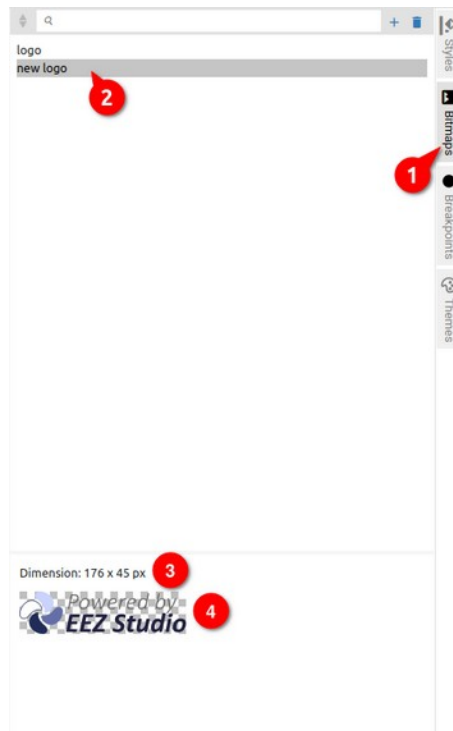 logo
new logo
2
Styles
Bitmaps
1
Breakpoints
Themes
Dimension: 176 x 45 px
3
Powered by
EEZ Studio
4